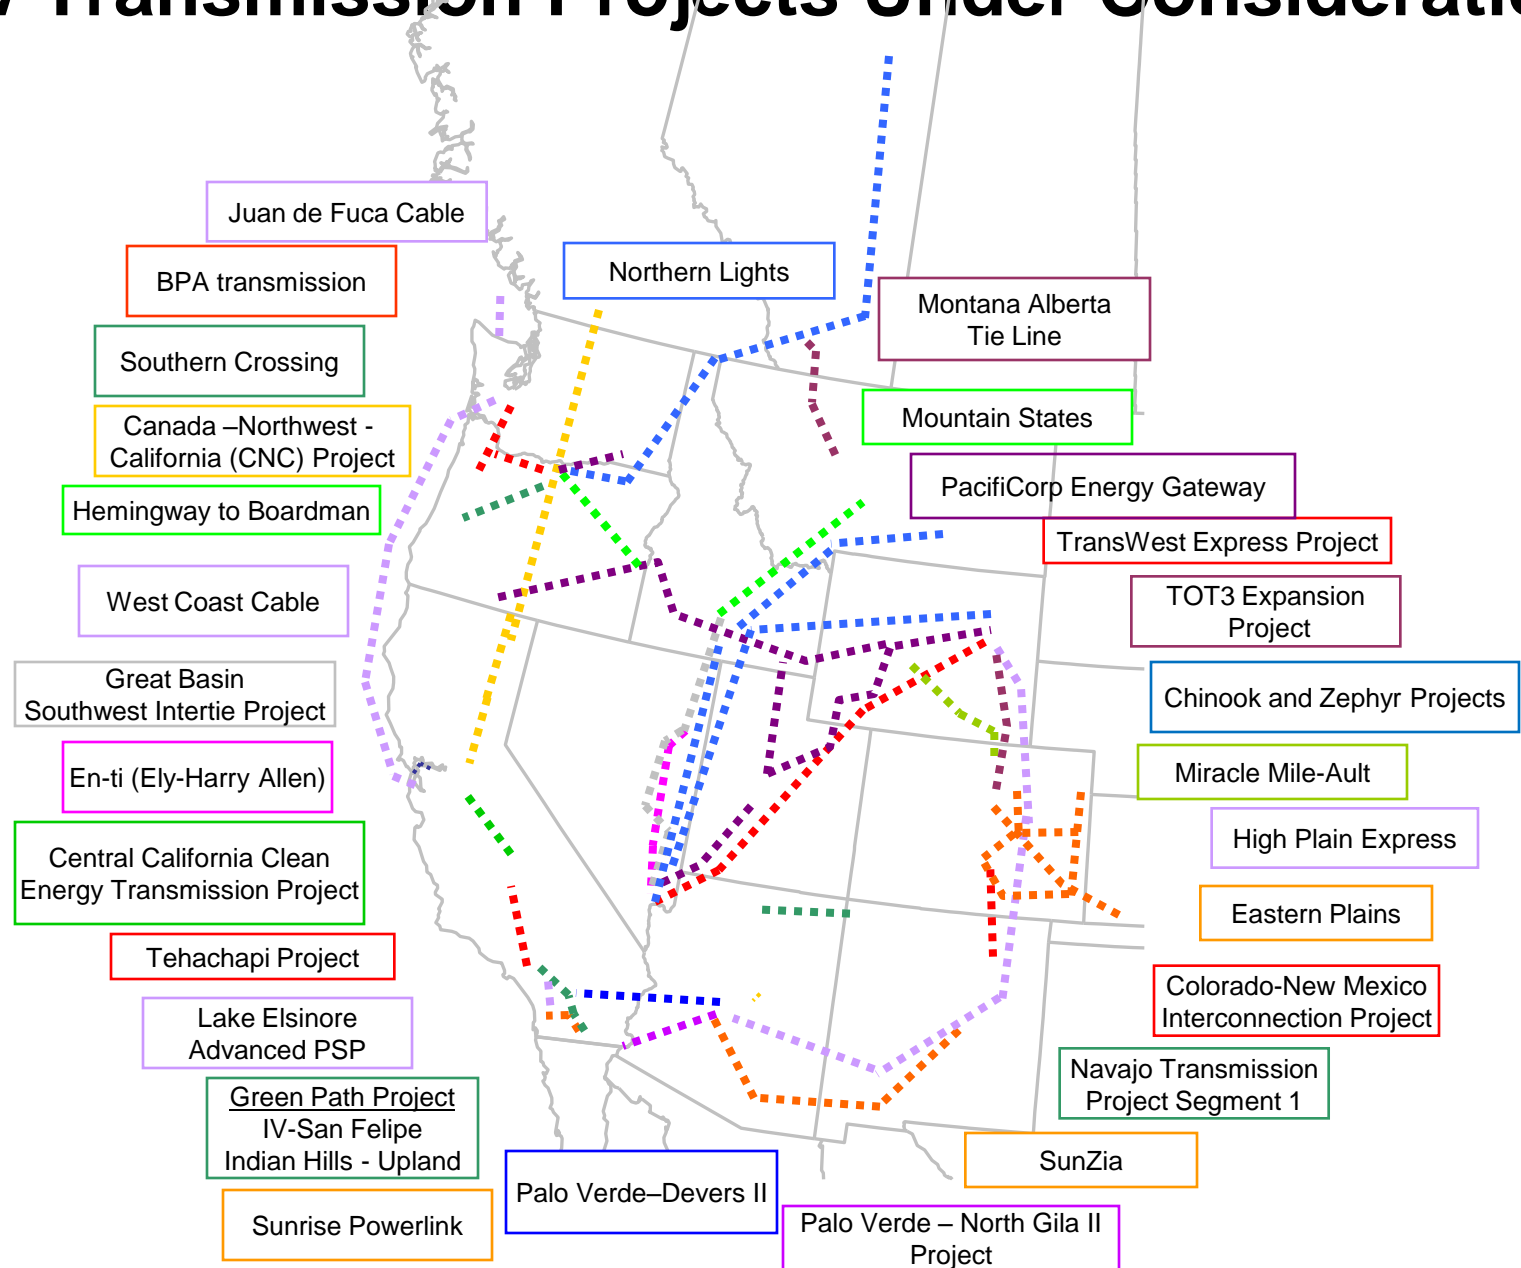 Transmission Projects Under
Juan de Fuca Cable
BPA transmission
Northern Lights
Montana Alberta
Tie Line
Southern Crossing
Canada –Northwest -
California (CNC) Project
Mountain States
Hemingway to Boardman
PacifiCorp Energy Gateway
TransWest Express Project
West Coast Cable
TOT3 Expansion
Project
Great Basin
Southwest Intertie Project
Chinook and Zephyr Projects
En-ti (Ely-Harry Allen)
Miracle Mile-Ault
Central California Clean
Energy Transmission Project
High Plain Express
Eastern Plains
Tehachapi Project
Colorado-New Mexico
Interconnection Project
Lake Elsinore
Advanced PSP
Navajo Transmission
Project Segment 1
Green Path Project
IV-San Felipe
Indian Hills - Upland
SunZia
Palo Verde–Devers II
Sunrise Powerlink
Palo Verde – North Gila II
Project